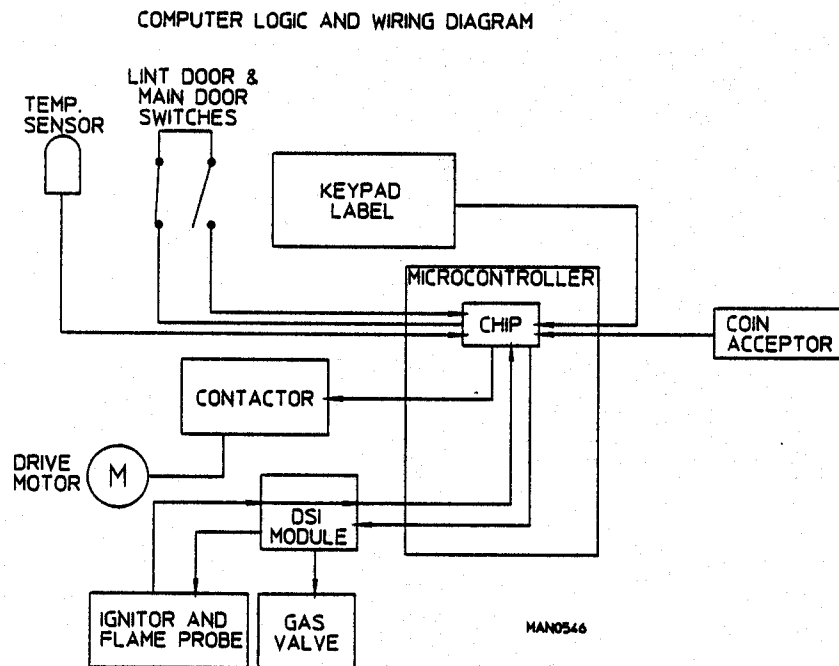 COMPUTER LOGIC AND WIRING DIAGRAM
LINT DOOR &
MAIN DOOR
SWITCHES
TEMP.
SENSOR
KEYPAD
LABEL
MICROCONTROLLER
CHIP
COIN
ACCEPTOR
CONTACTOR
DRIVE
MOTOR
M
DSI
MODULE
IGNITOR AND
FLAME PROBE
GAS
VALVE
MAN0546